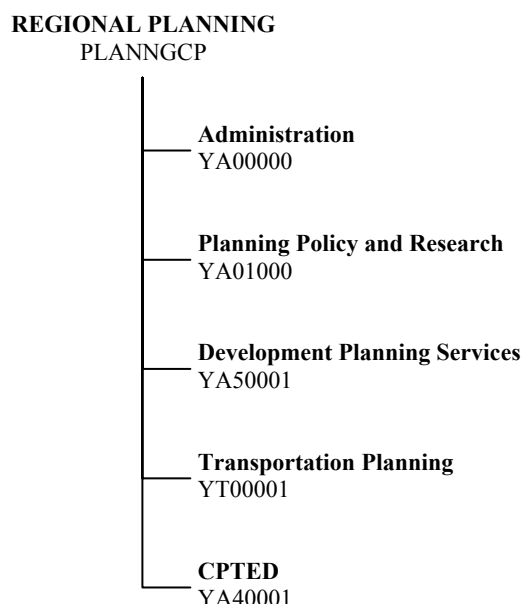 REGIONAL PLANNING
PLANNGCP
Administration
YA00000
Planning Policy and Research
YA01000
Development Planning Services
YA50001
Transportation Planning
YT00001
CPTED
YA40001